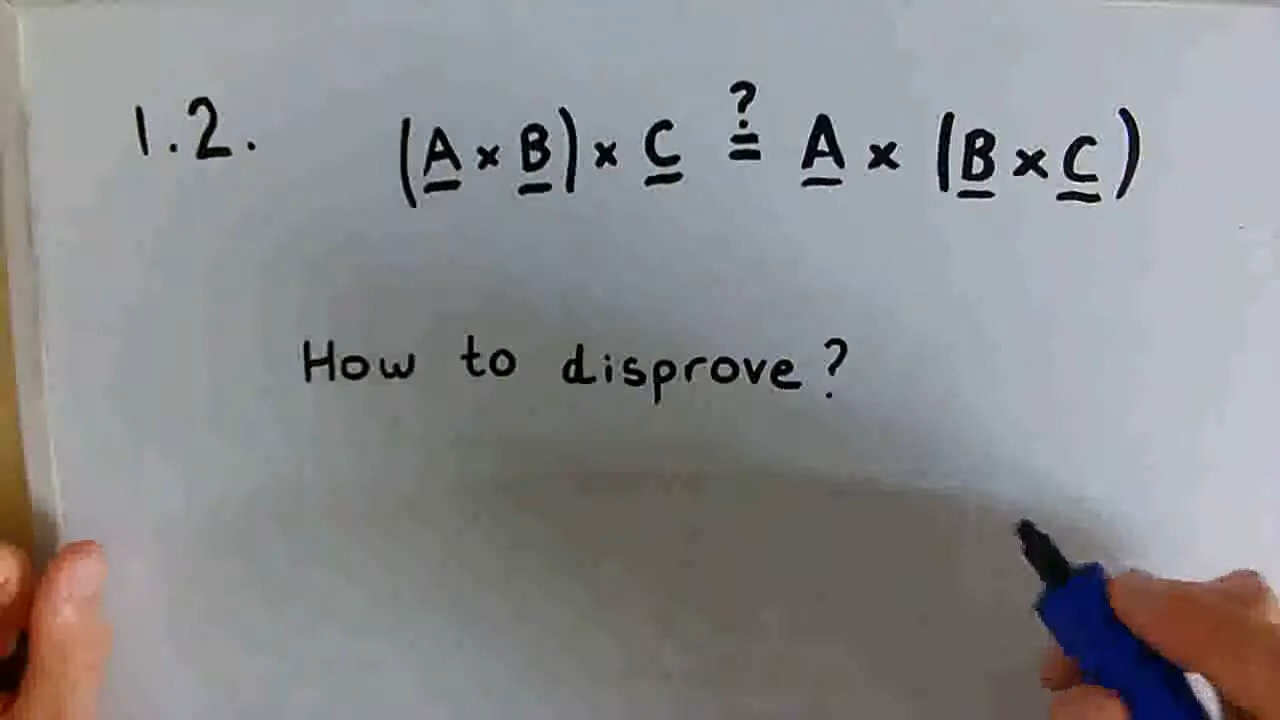 1.2. (A × B) × C ≟ A × (B × C)
How to disprove?